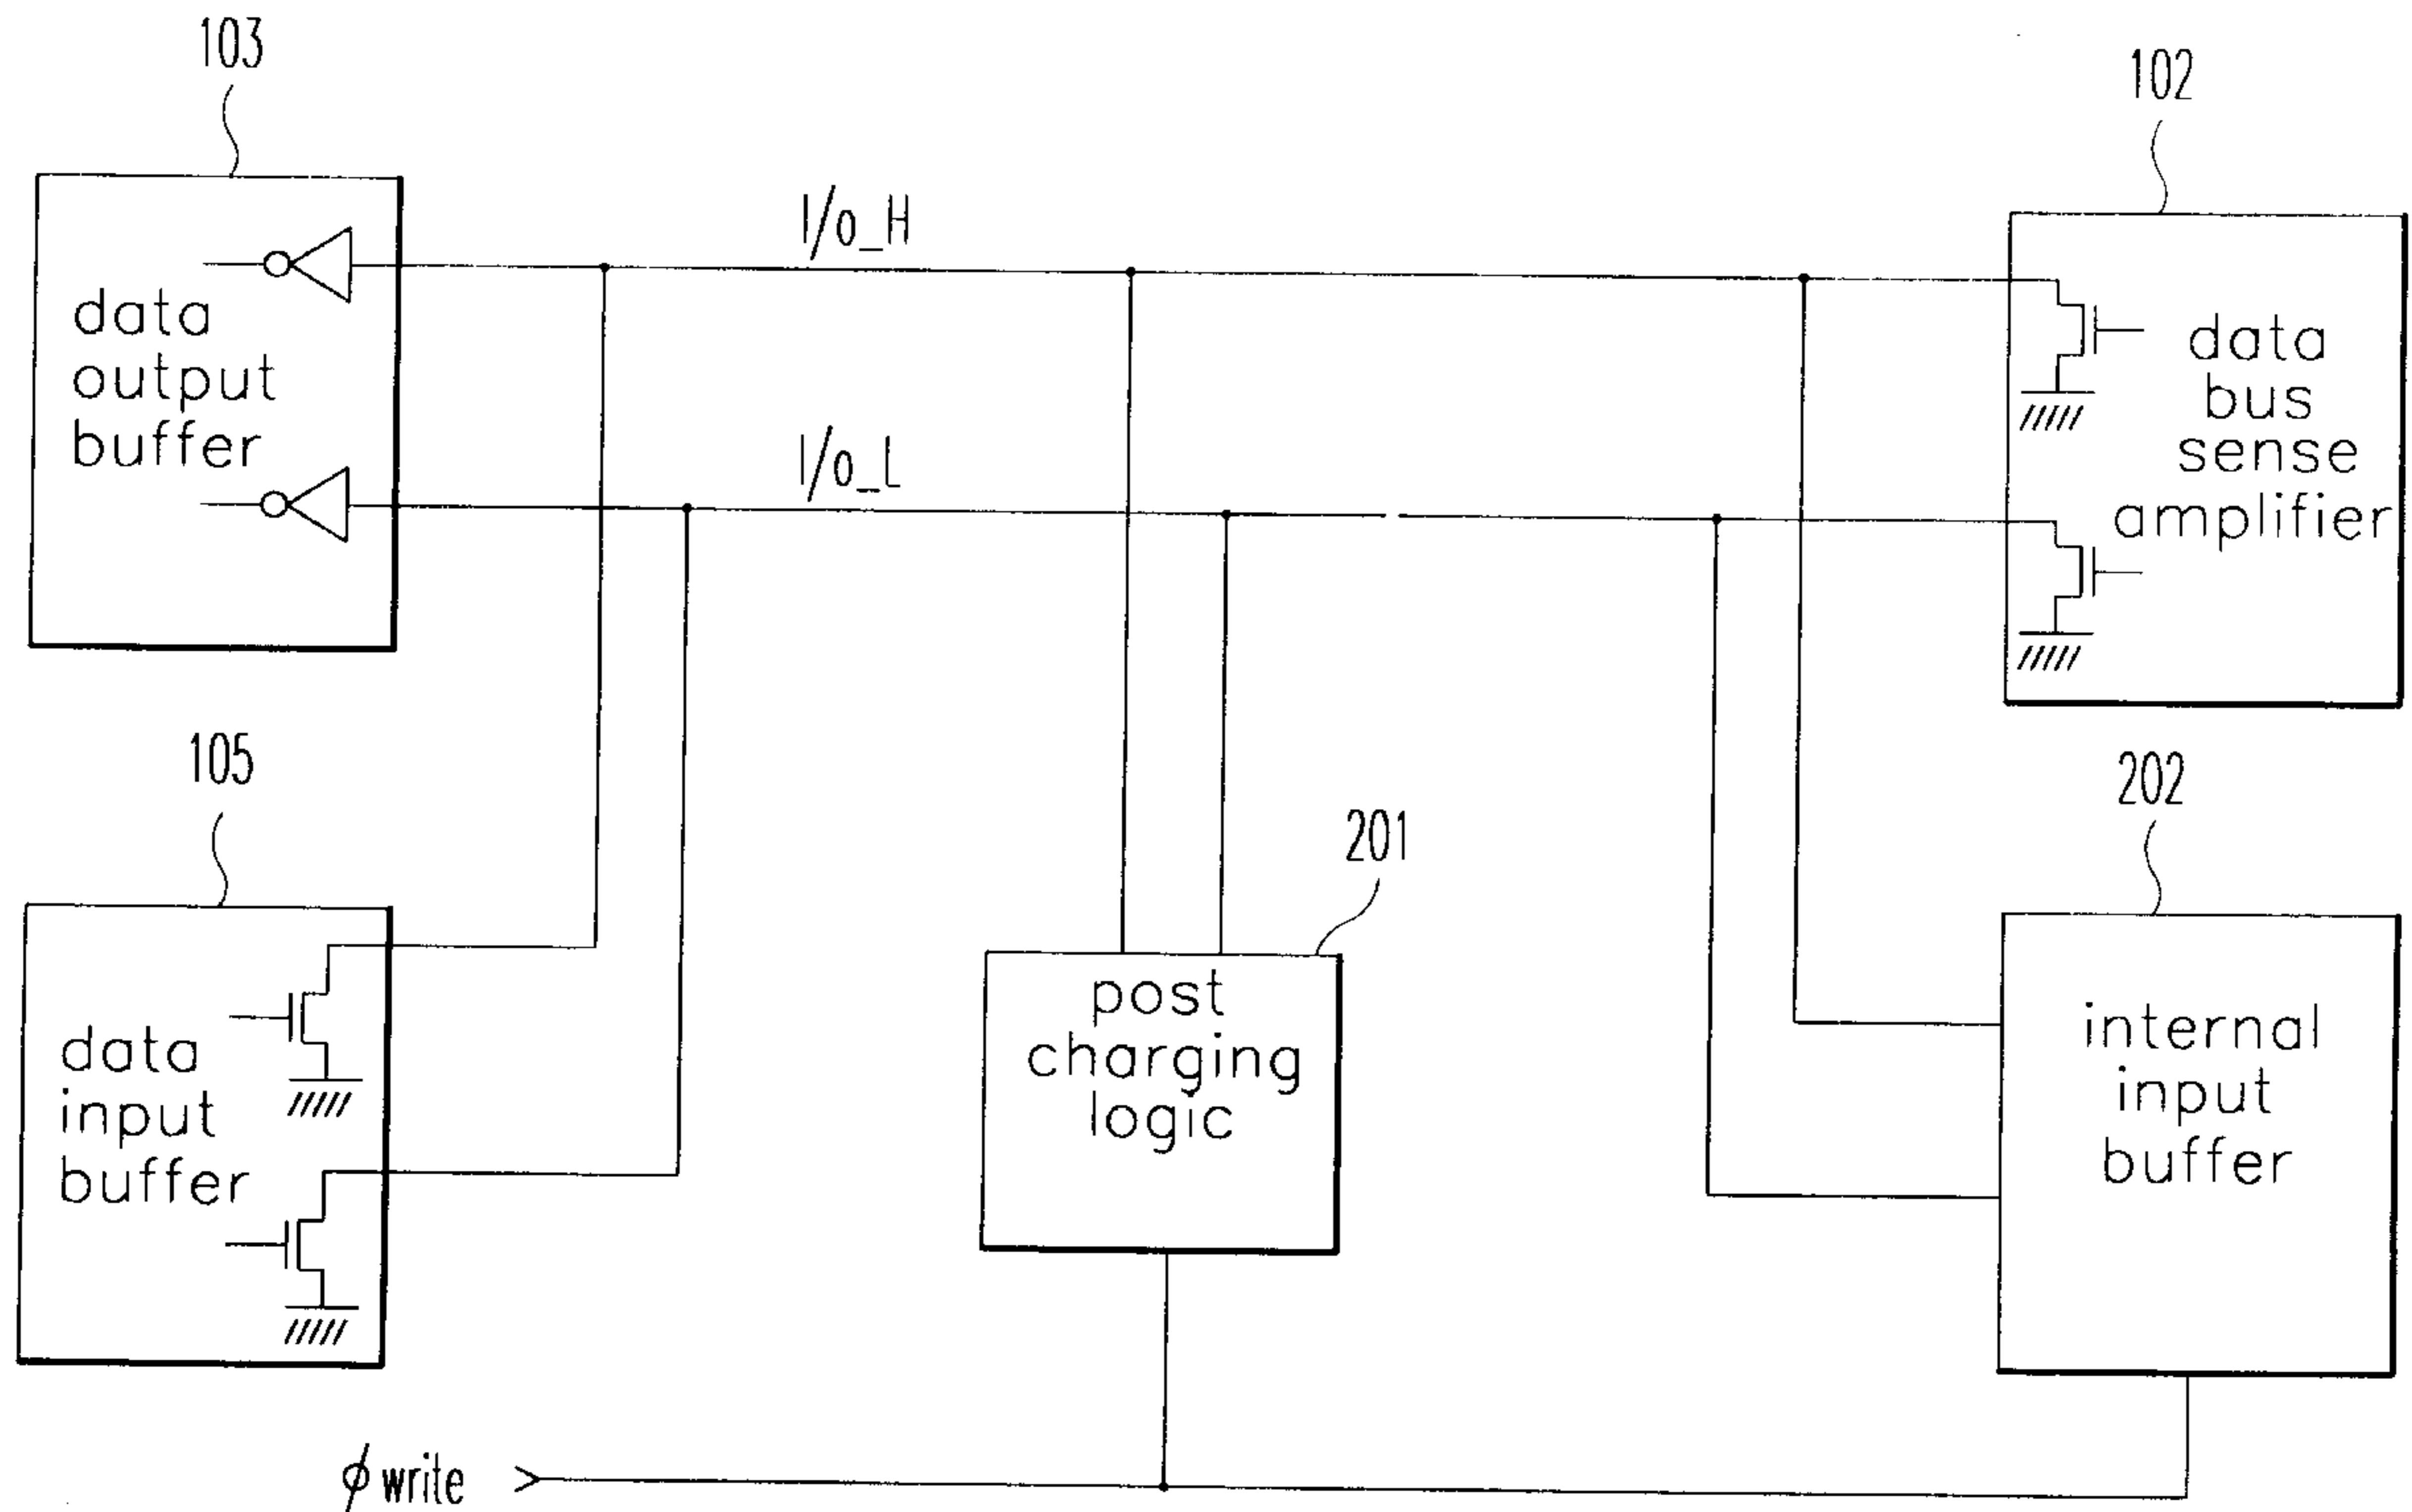 103
102
I/o_H
data
output
buffer
data
bus
sense
amplifier
I/o_L
105
202
201
data
input
buffer
post
charging
logic
internal
input
buffer
ϕ write